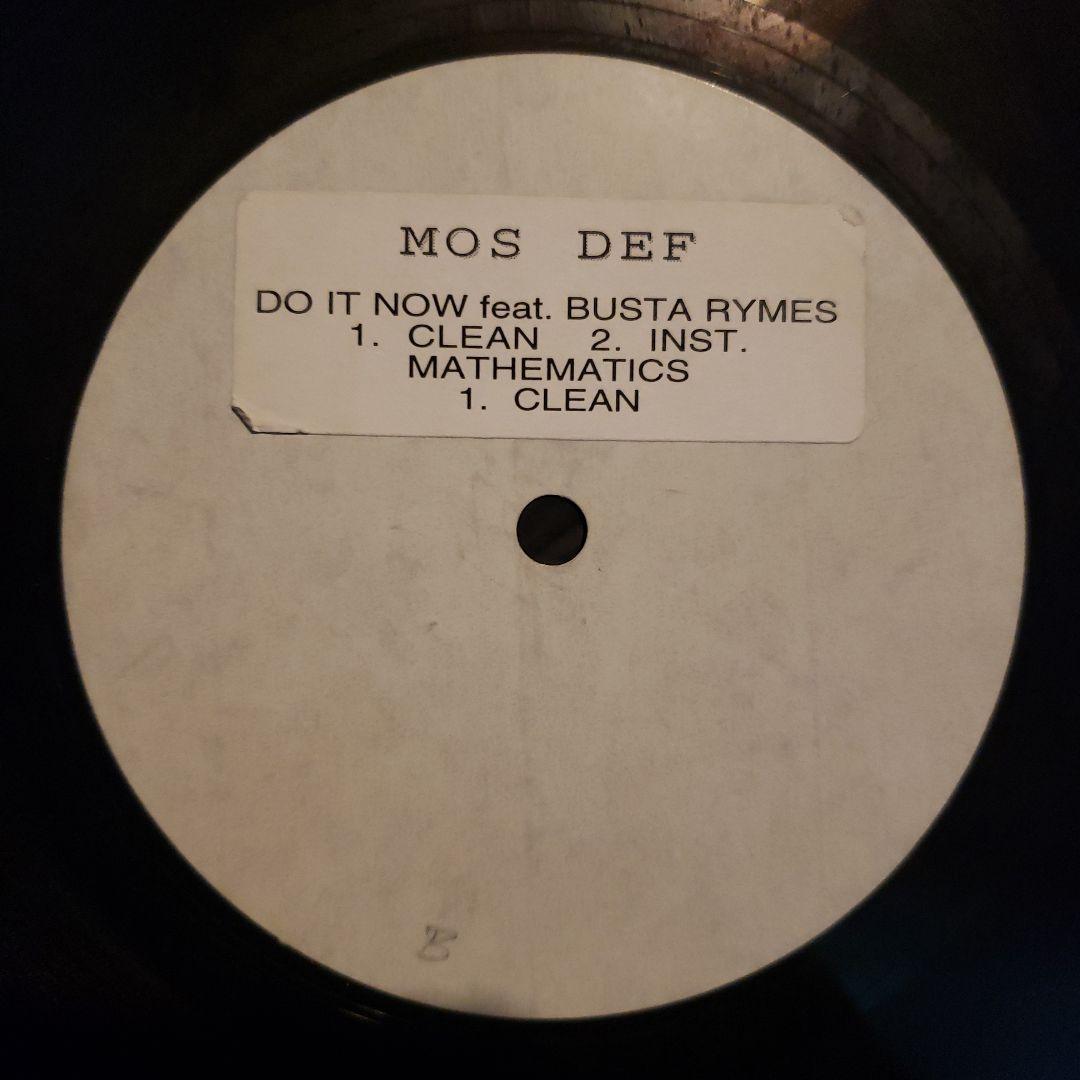 MOS DEF
DO IT NOW feat. BUSTA RYMES
1. CLEAN 2. INST.
MATHEMATICS
1. CLEAN
B